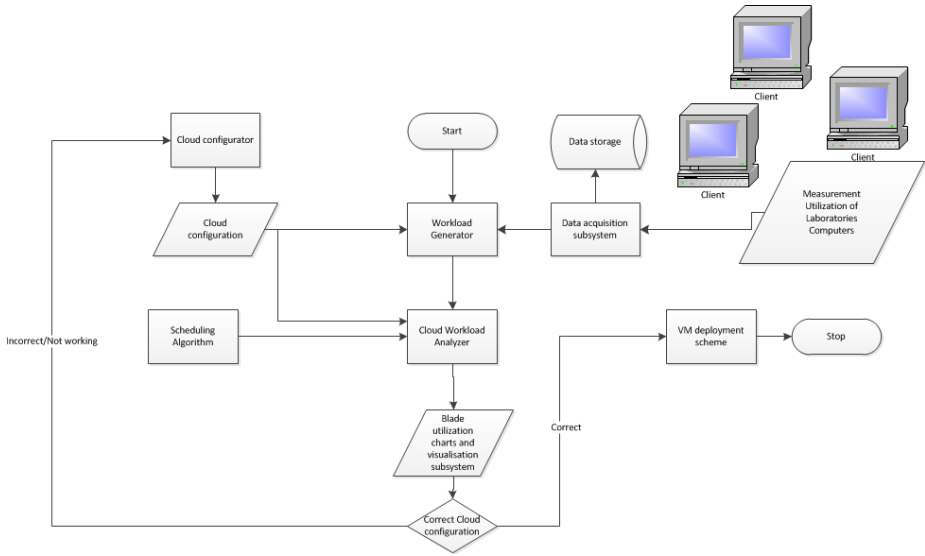 Client
Client
Client
Cloud configurator
Start
Data storage
Measurement
Utilization of
Laboratories
Computers
Cloud
configuration
Workload
Generator
Data acquisition
subsystem
Scheduling
Algorithm
Cloud Workload
Analyzer
VM deployment
scheme
Stop
Incorrect/Not working
Blade
utilization
charts and
visualisation
subsystem
Correct
Correct Cloud
configuration